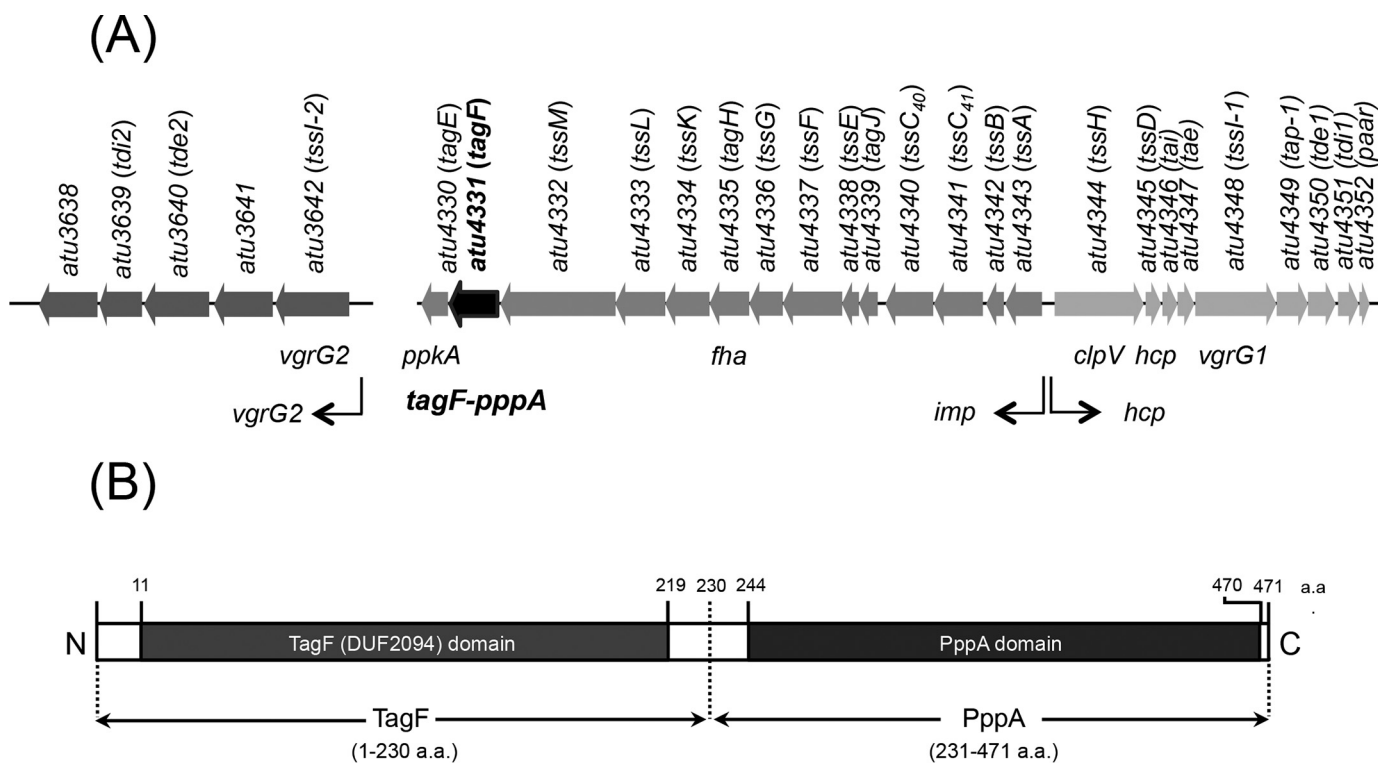 (A)
atu3638
atu3639 (tdi2)
atu3640 (tde2)
atu3641
atu3642 (tssI-2)
atu4330 (tagE)
atu4331 (tagF)
atu4332 (tssM)
atu4333 (tssL)
atu4334 (tssK)
atu4335 (tagH)
atu4336 (tssG)
atu4337 (tssF)
atu4338 (tssE)
atu4339 (tagJ)
atu4340 (tssC40)
atu4341 (tssC41)
atu4342 (tssB)
atu4343 (tssA)
atu4344 (tssH)
atu4345 (tssD)
atu4346 (tai)
atu4347 (tae)
atu4348 (tssI-1)
atu4349 (tap-1)
atu4350 (tde1)
atu4351 (tdi1)
atu4352 (paar)
vgrG2 ppkA fha clpV hcp vgrG1
vgrG2 tagF-pppA imp hcp
(B)
11 219 230 244 470 471 a.a.
N TagF (DUF2094) domain PppA domain C
TagF PppA
(1-230 a.a.) (231-471 a.a.)